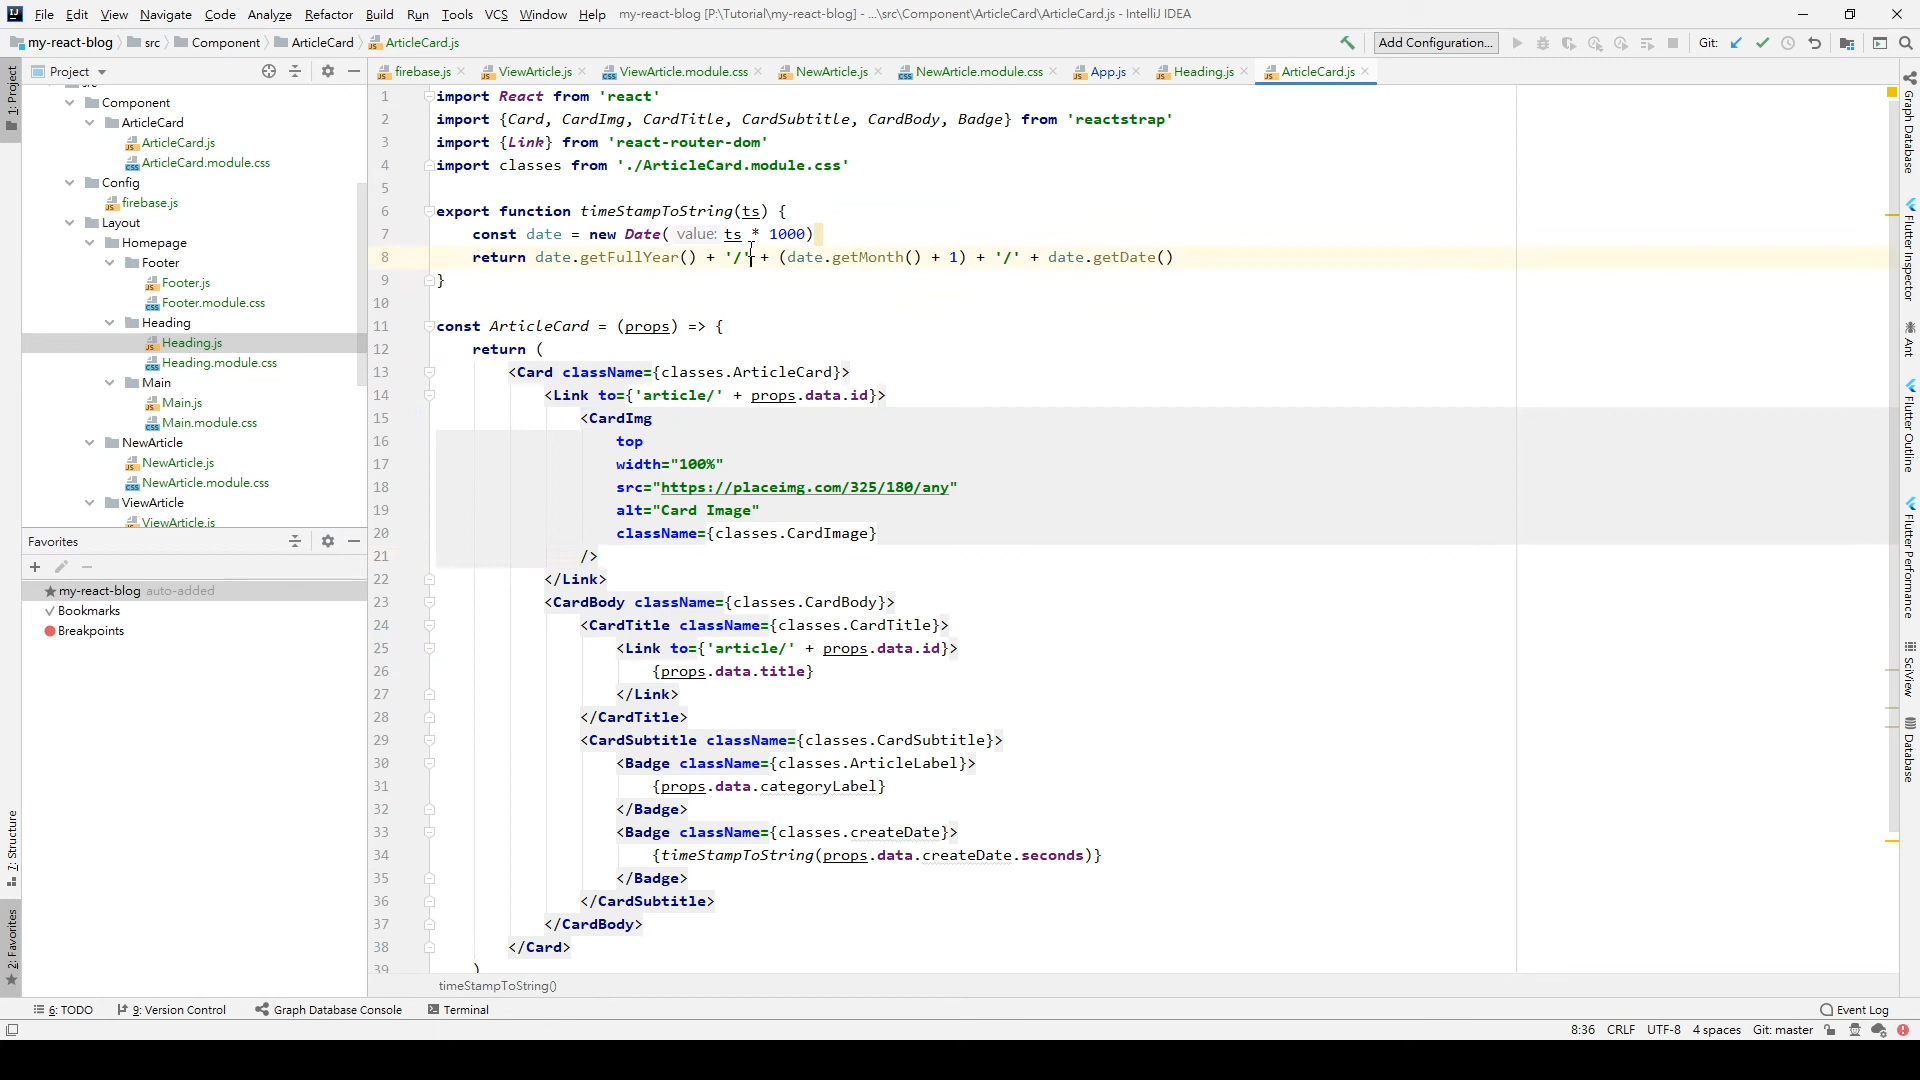 File Edit View Navigate Code Analyze Refactor Build Run Tools VCS Window Help my-react-blog [P:\Tutorial\my-react-blog] - ...\src\Component\ArticleCard\ArticleCard.js - IntelliJ IDEA
my-react-blog src Component ArticleCard ArticleCard.js Add Configuration... Git:
Project
firebase.js ViewArticle.js ViewArticle.module.css NewArticle.js NewArticle.module.css App.js Heading.js ArticleCard.js
1: Project
7: Structure
2: Favorites
src
Component
ArticleCard
ArticleCard.js
ArticleCard.module.css
Config
firebase.js
Layout
Homepage
Footer
Footer.js
Footer.module.css
Heading
Heading.js
Heading.module.css
Main
Main.js
Main.module.css
NewArticle
NewArticle.js
NewArticle.module.css
ViewArticle
ViewArticle.js
Favorites
my-react-blog auto-added
Bookmarks
Breakpoints
1 import React from 'react'
2 import {Card, CardImg, CardTitle, CardSubtitle, CardBody, Badge} from 'reactstrap'
3 import {Link} from 'react-router-dom'
4 import classes from './ArticleCard.module.css'
5
6 export function timeStampToString(ts) {
7 const date = new Date( value: ts * 1000)
8 return date.getFullYear() + '/' + (date.getMonth() + 1) + '/' + date.getDate()
9 }
10
11 const ArticleCard = (props) => {
12 return (
13 <Card className={classes.ArticleCard}>
14 <Link to={'article/' + props.data.id}>
15 <CardImg
16 top
17 width="100%"
18 src="https://placeimg.com/325/180/any"
19 alt="Card Image"
20 className={classes.CardImage}
21 />
22 </Link>
23 <CardBody className={classes.CardBody}>
24 <CardTitle className={classes.CardTitle}>
25 <Link to={'article/' + props.data.id}>
26 {props.data.title}
27 </Link>
28 </CardTitle>
29 <CardSubtitle className={classes.CardSubtitle}>
30 <Badge className={classes.ArticleLabel}>
31 {props.data.categoryLabel}
32 </Badge>
33 <Badge className={classes.createDate}>
34 {timeStampToString(props.data.createDate.seconds)}
35 </Badge>
36 </CardSubtitle>
37 </CardBody>
38 </Card>
39 )
timeStampToString()
Graph Database
Flutter Inspector
Ant
Flutter Outline
Flutter Performance
SciView
Database
6: TODO 9: Version Control Graph Database Console Terminal Event Log
8:36 CRLF UTF-8 4 spaces Git: master